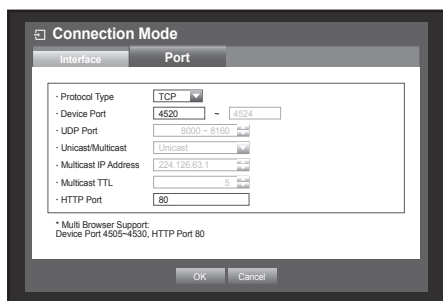 Connection Mode
Interface Port
· Protocol Type TCP
· Device Port 4520 ~ 4524
· UDP Port 8000 ~ 8160
· Unicast/Multicast Unicast
· Multicast IP Address 224.126.63.1
· Multicast TTL 5
· HTTP Port 80
* Multi Browser Support:
Device Port 4505~4530, HTTP Port 80
OK Cancel